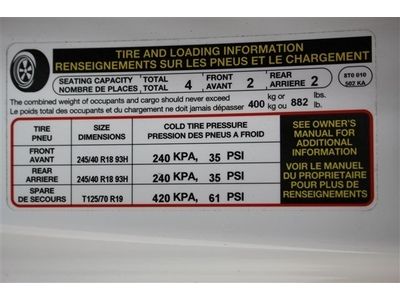 TIRE AND LOADING INFORMATION
RENSEIGNEMENTS SUR LES PNEUS ET LE CHARGEMENT
SEATING CAPACITY TOTAL 4 FRONT 2 REAR 2
NOMBRE DE PLACES TOTAL AVANT ARRIERE
8T0 010
502 KA
The combined weight of occupants and cargo should never exceed 400 kg or 882 lbs.
Le poids total des occupants et du chargement ne doit jamais dépasser kg ou lb.
TIRE SIZE COLD TIRE PRESSURE
PNEU DIMENSIONS PRESSION DES PNEUS A FROID
FRONT
AVANT 245/40 R18 93H 240 KPA, 35 PSI
REAR
ARRIERE 245/40 R18 93H 240 KPA, 35 PSI
SPARE
DE SECOURS T125/70 R19 420 KPA, 61 PSI
SEE OWNER'S
MANUAL FOR
ADDITIONAL
INFORMATION
VOIR LE MANUEL
DU PROPRIETAIRE
POUR PLUS DE
RENSEIGNEMENTS